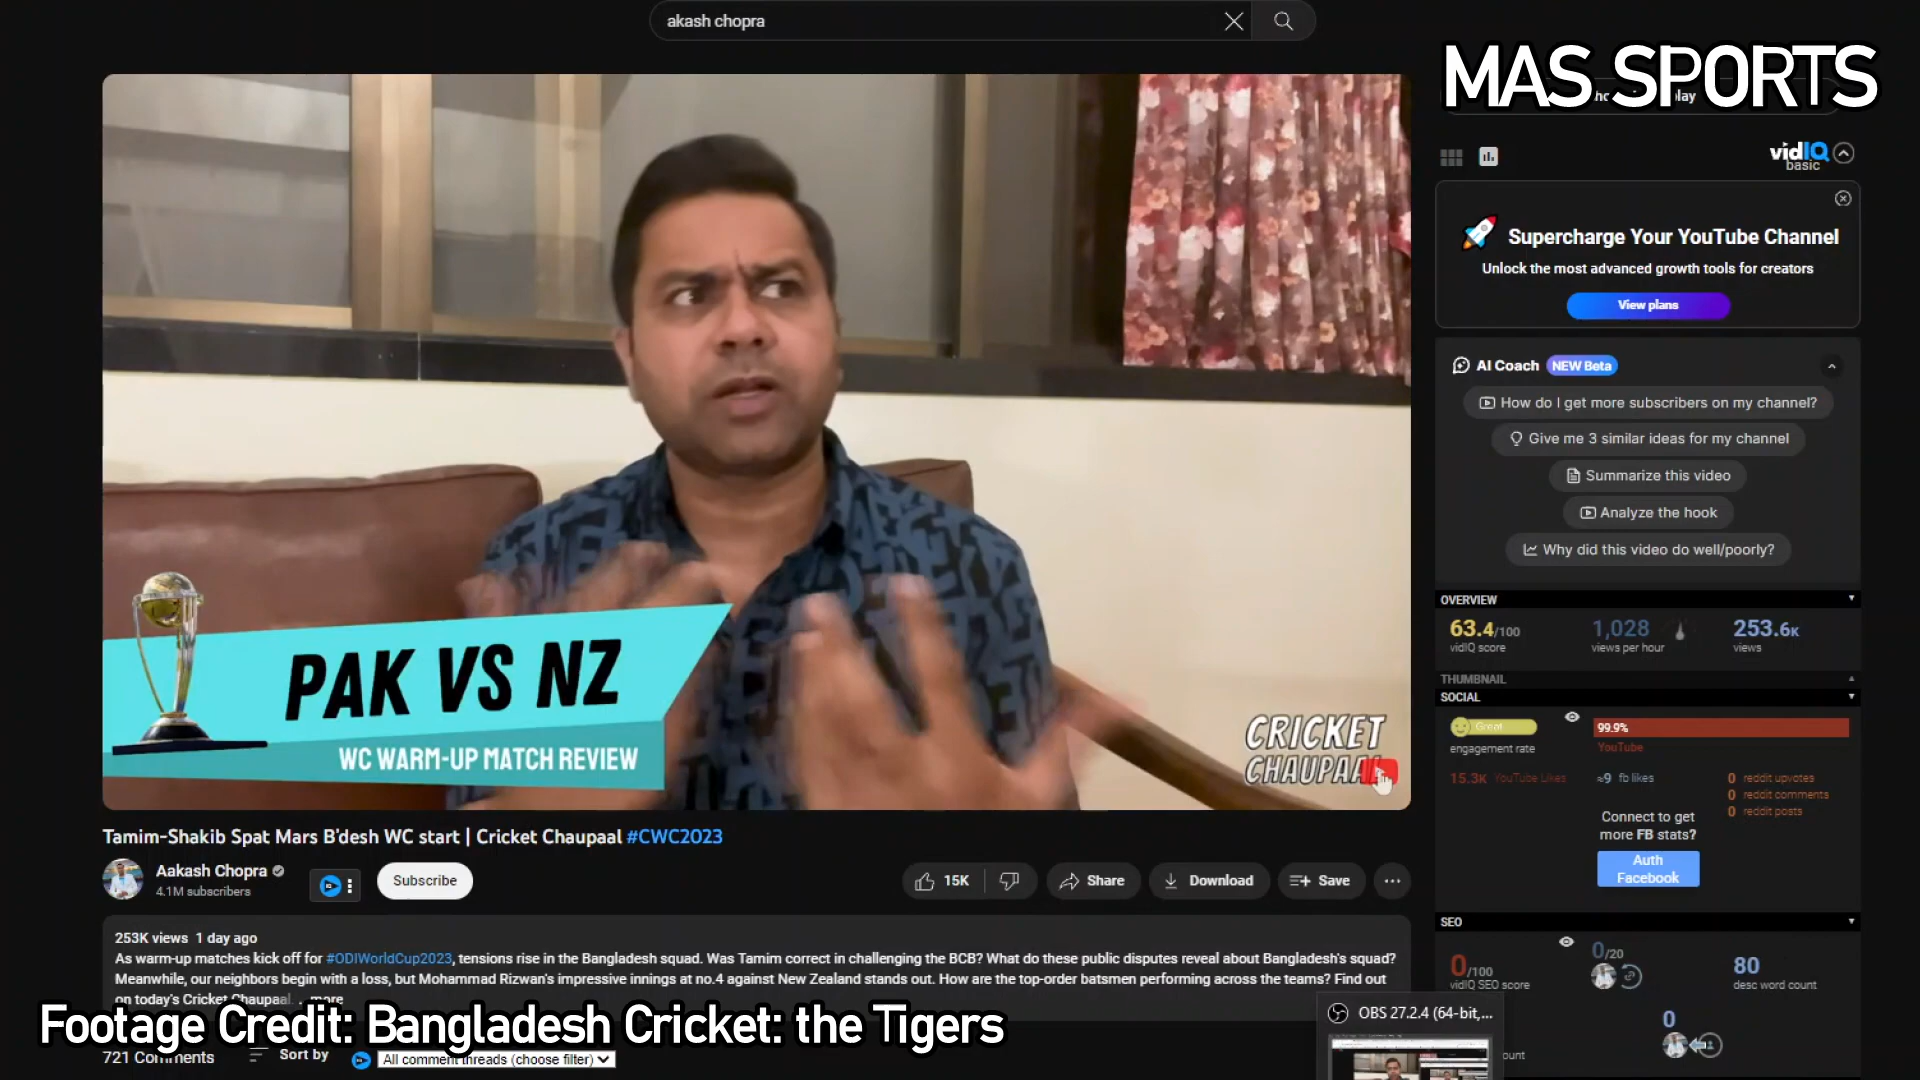 akash chopra
MAS SPORTS
vidIQ
basic
Supercharge Your YouTube Channel
Unlock the most advanced growth tools for creators
View plans
AI Coach NEW Beta
How do I get more subscribers on my channel?
Give me 3 similar ideas for my channel
Summarize this video
Analyze the hook
Why did this video do well/poorly?
PAK VS NZ
WC WARM-UP MATCH REVIEW
CRICKET
CHAUPAAL
OVERVIEW
63.4/100
vidIQ score
1,028
views per hour
253.6K
views
THUMBNAIL
SOCIAL
Great
engagement rate
99.9%
YouTube
15.3K YouTube Likes
≈9 fb likes
0 reddit upvotes
0 reddit comments
0 reddit posts
Connect to get
more FB stats?
Auth
Facebook
SEO
0/100
vidIQ SEO score
0/20
80
desc word count
0
Tamim-Shakib Spat Mars B'desh WC start | Cricket Chaupaal #CWC2023
Aakash Chopra
4.1M subscribers
Subscribe
15K
Share
Download
Save
253K views 1 day ago
As warm-up matches kick off for #ODIWorldCup2023, tensions rise in the Bangladesh squad. Was Tamim correct in challenging the BCB? What do these public disputes reveal about Bangladesh's squad?
Meanwhile, our neighbors begin with a loss, but Mohammad Rizwan's impressive innings at no.4 against New Zealand stands out. How are the top-order batsmen performing across the teams? Find out
on today's Cricket Chaupaal. ...more
Footage Credit: Bangladesh Cricket: the Tigers
721 Comments
Sort by
All comment threads (choose filter)
OBS 27.2.4 (64-bit,...